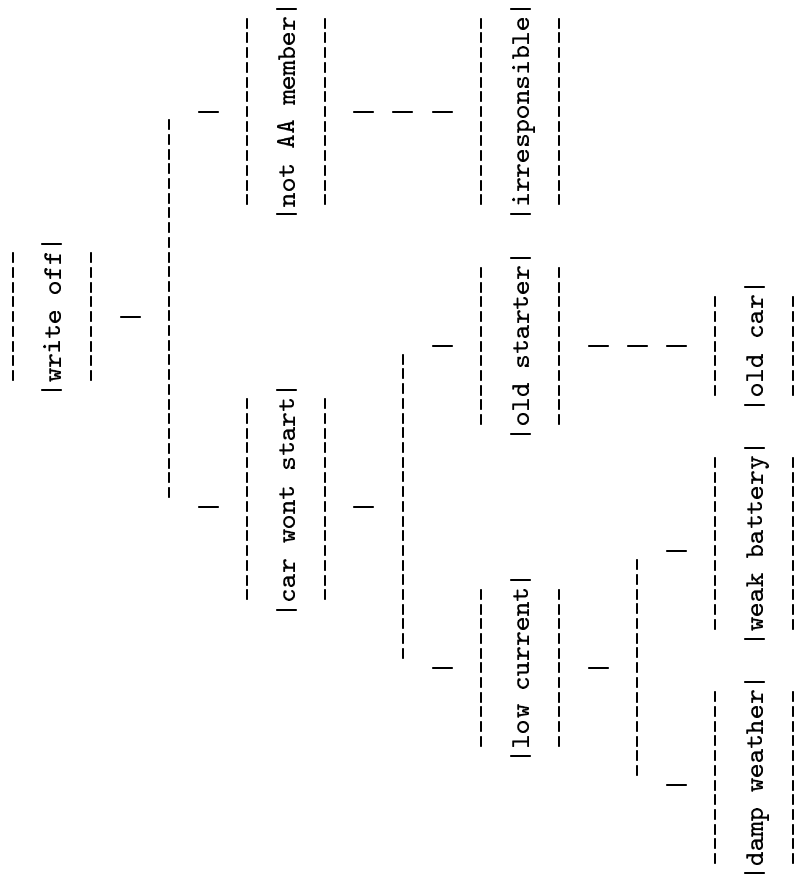 |write off|
|car wont start| |not AA member|
|low current| |old starter| |irresponsible|
|damp weather| |weak battery| |old car|